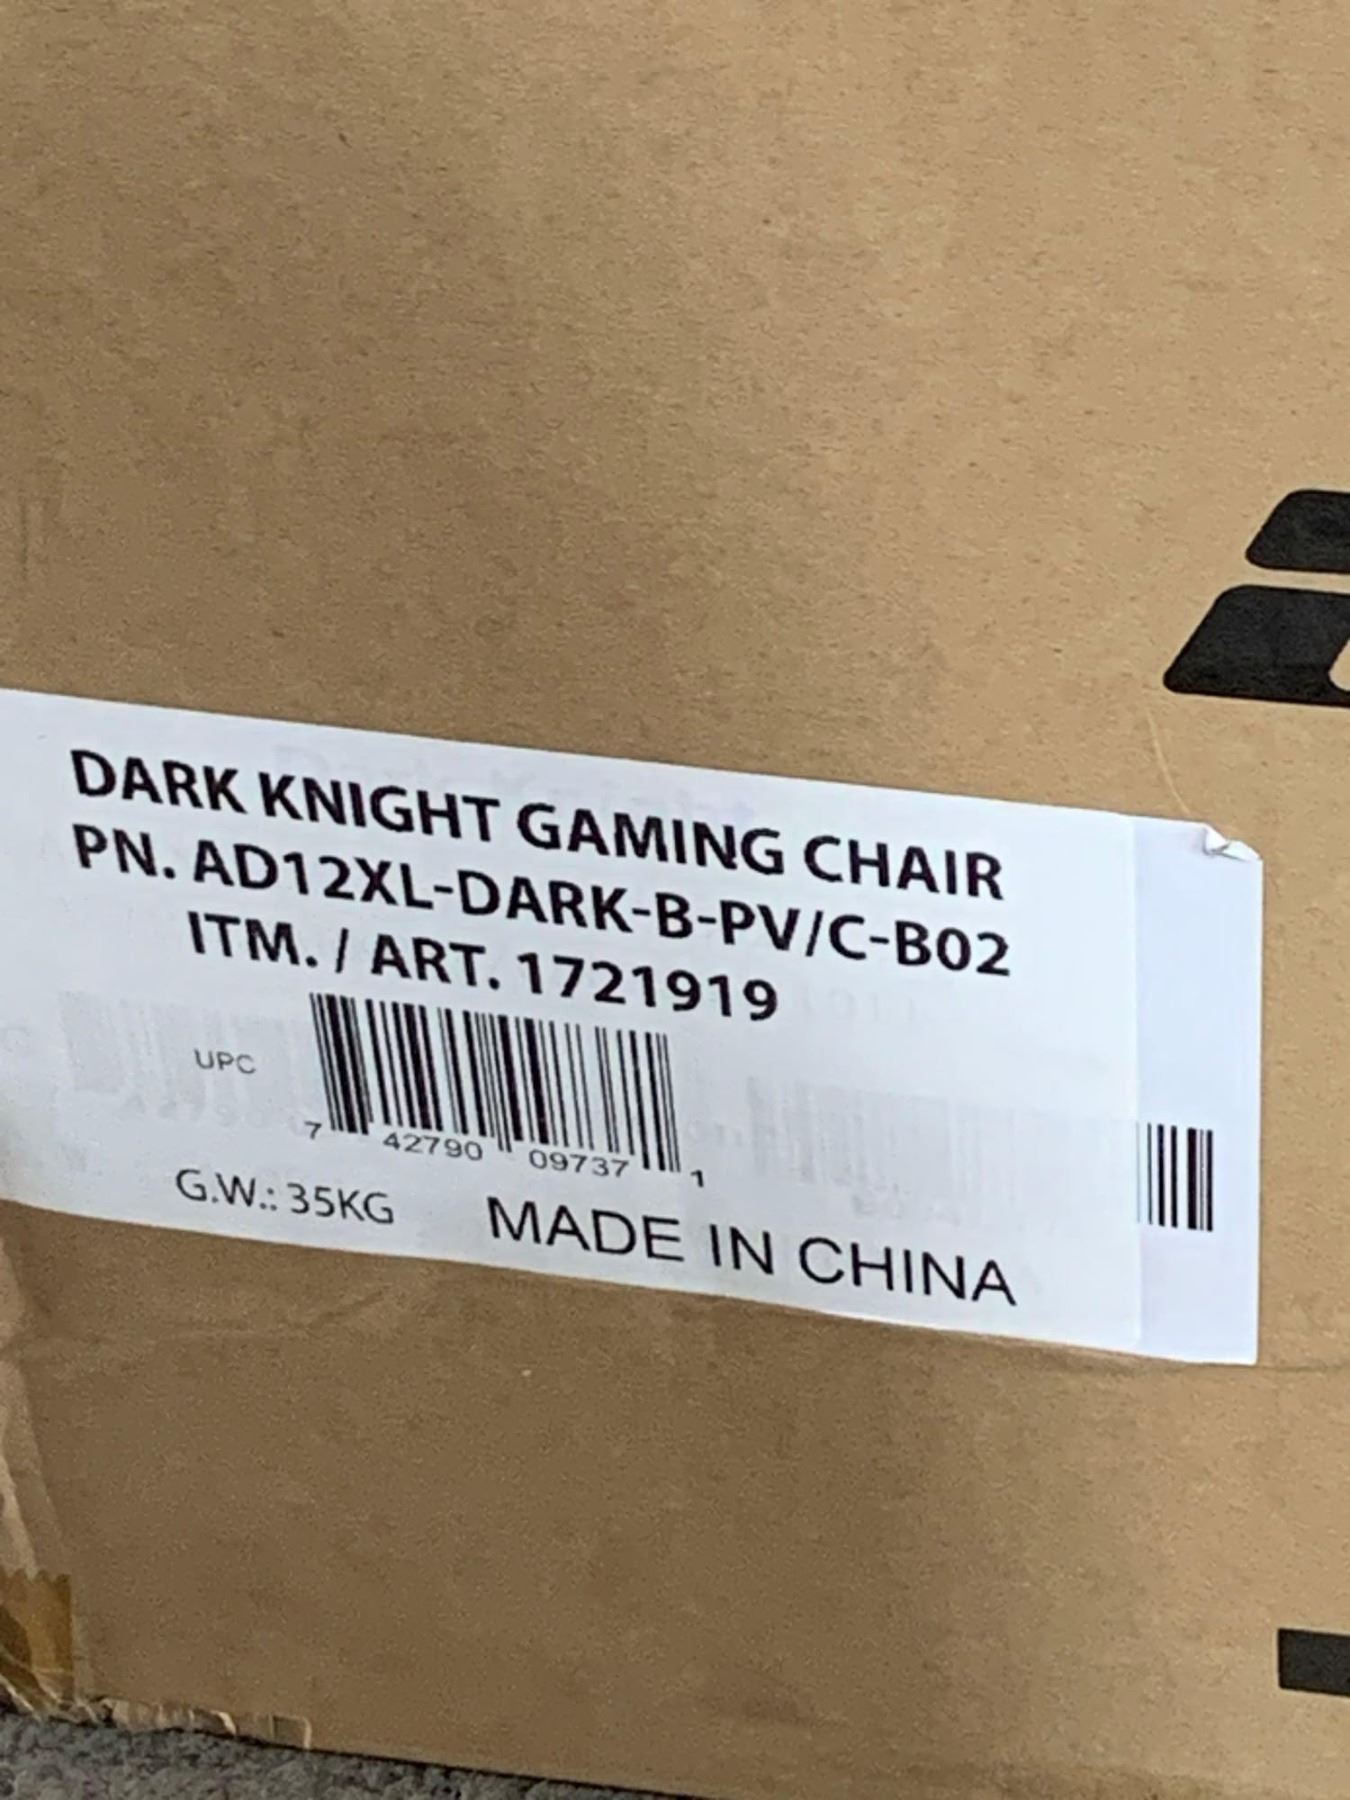 DARK KNIGHT GAMING CHAIR
PN. AD12XL-DARK-B-PV/C-B02
ITM. / ART. 1721919
UPC
7 42790 09737 1
G.W.: 35KG MADE IN CHINA